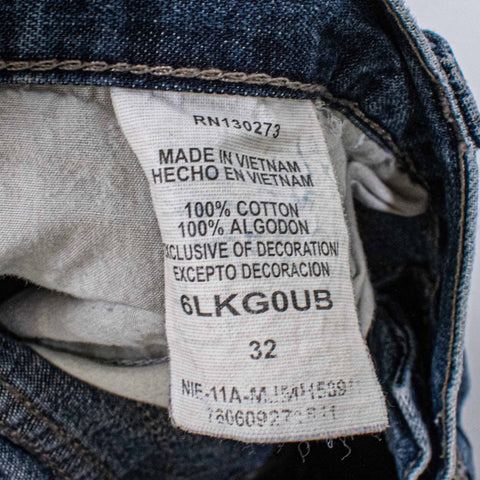 RN130273
MADE IN VIETNAM
HECHO EN VIETNAM
100% COTTON
100% ALGODON
EXCLUSIVE OF DECORATION/
EXCEPTO DECORACION
6LKG0UB
32